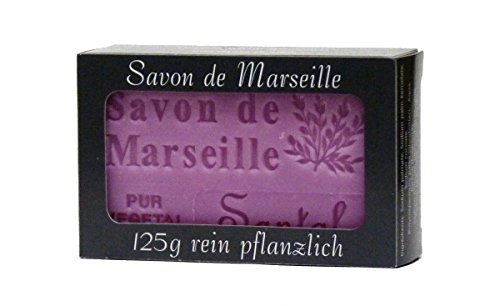 Savon de Marseille
Savon de
Marseille
PUR
VEGETAL
Santal
125g rein pflanzlich